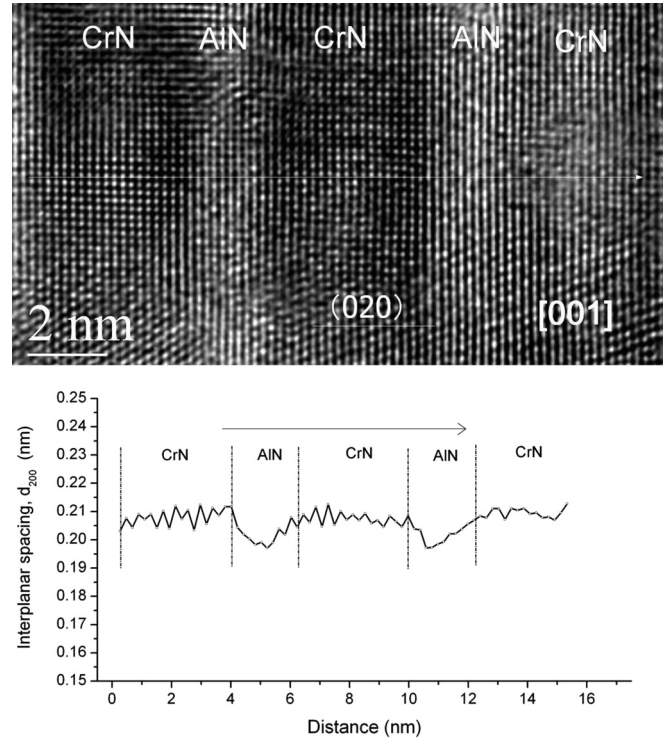 CrN AlN CrN AlN CrN
(020)
[001]
2 nm
0.25
0.24
0.23
0.22
0.21
0.20
0.19
0.18
0.17
0.16
0.15
Interplanar spacing, d200 (nm)
CrN AlN CrN AlN CrN
0 2 4 6 8 10 12 14 16
Distance (nm)